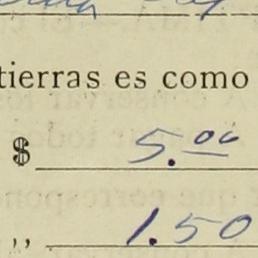 tierras es como
$ 5.00
,, 1.50